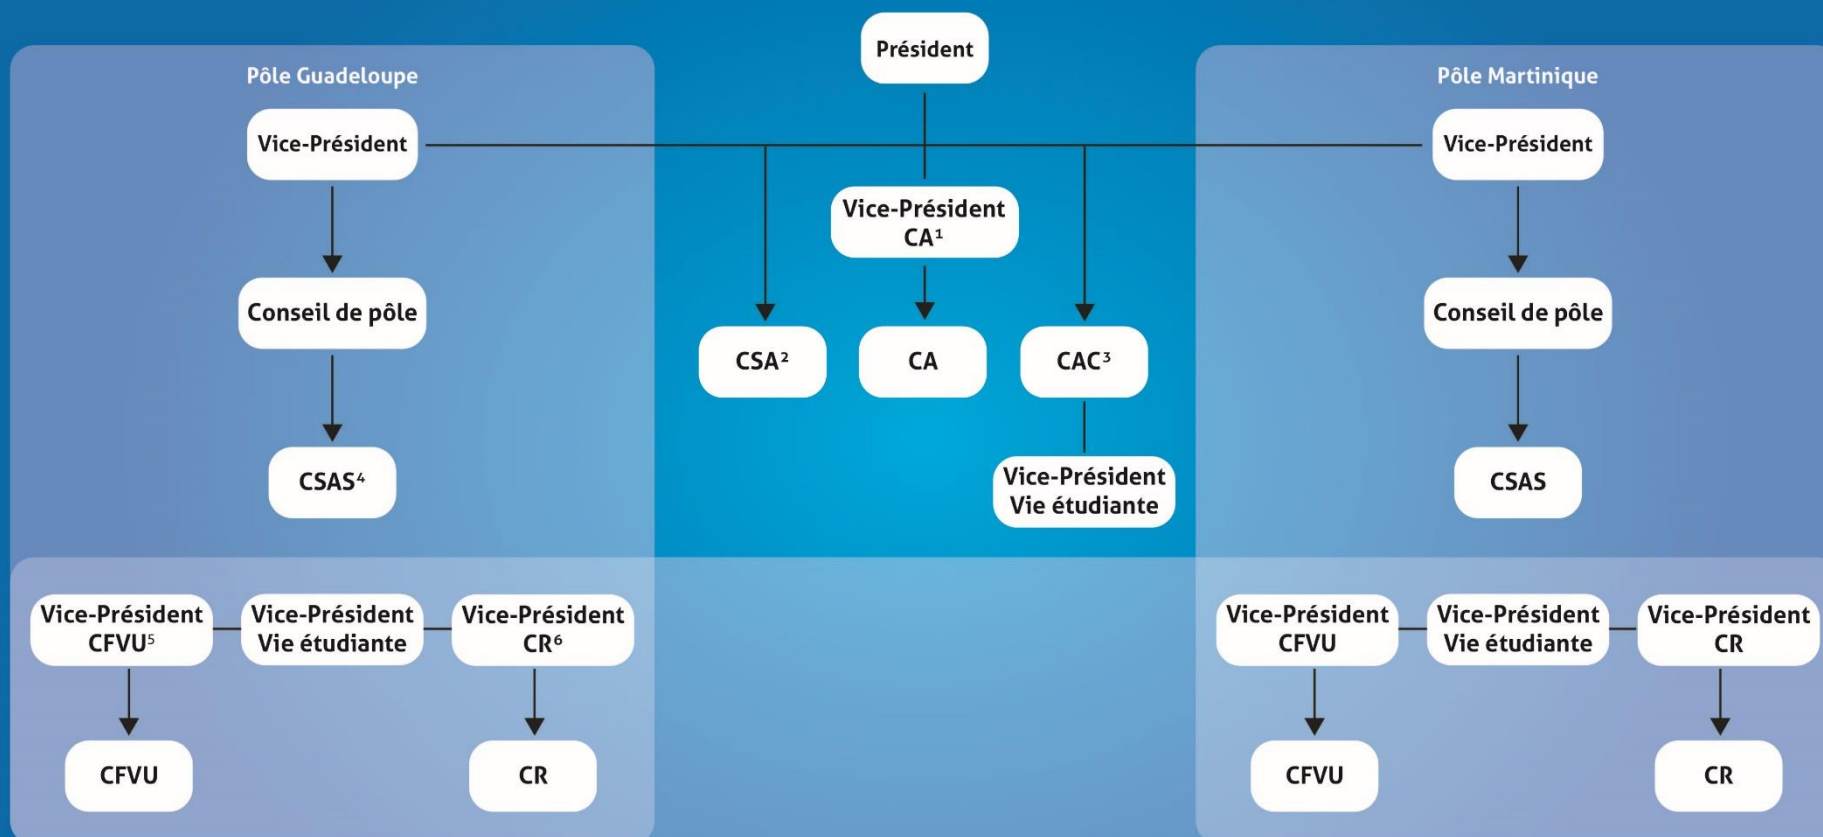 Président
Pôle Guadeloupe
Pôle Martinique
Vice-Président
Vice-Président
Vice-Président
CA¹
Conseil de pôle
Conseil de pôle
CSA²
CA
CAC³
CSAS⁴
Vice-Président
Vie étudiante
CSAS
Vice-Président
CFVU⁵
Vice-Président
Vie étudiante
Vice-Président
CR⁶
Vice-Président
CFVU
Vice-Président
Vie étudiante
Vice-Président
CR
CFVU
CR
CFVU
CR